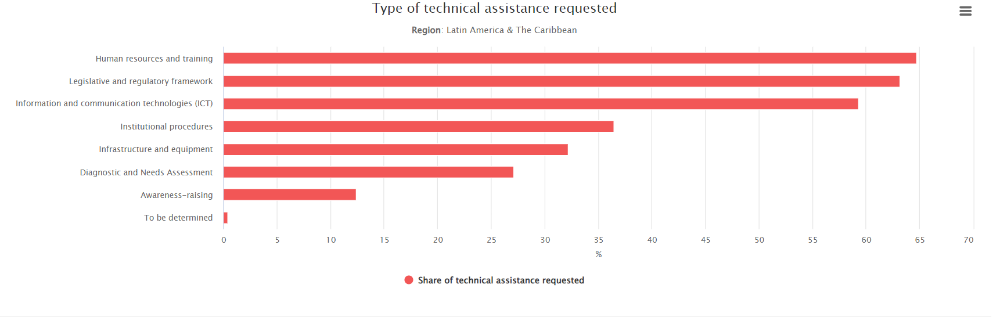 Type of technical assistance requested
Region: Latin America & The Caribbean
Human resources and training
Legislative and regulatory framework
Information and communication technologies (ICT)
Institutional procedures
Infrastructure and equipment
Diagnostic and Needs Assessment
Awareness-raising
To be determined
0 5 10 15 20 25 30 35 40 45 50 55 60 65 70
%
Share of technical assistance requested